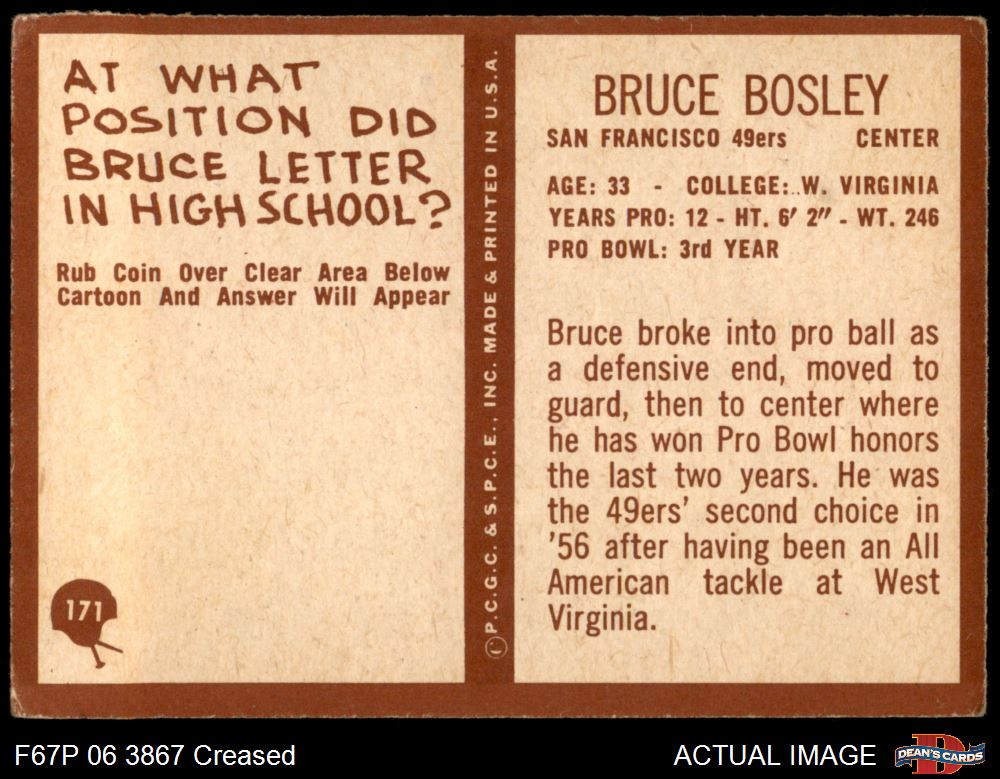 AT WHAT
POSITION DID
BRUCE LETTER
IN HIGH SCHOOL?
Rub Coin Over Clear Area Below
Cartoon And Answer Will Appear
171
©P.C.G.C. & S.P.C.E., INC. MADE & PRINTED IN U.S.A.
BRUCE BOSLEY
SAN FRANCISCO 49ers CENTER
AGE: 33 - COLLEGE: W. VIRGINIA
YEARS PRO: 12 - HT. 6' 2" - WT. 246
PRO BOWL: 3rd YEAR
Bruce broke into pro ball as
a defensive end, moved to
guard, then to center where
he has won Pro Bowl honors
the last two years. He was
the 49ers' second choice in
'56 after having been an All
American tackle at West
Virginia.
F67P 06 3867 Creased
ACTUAL IMAGE
D
DEAN'S CARDS